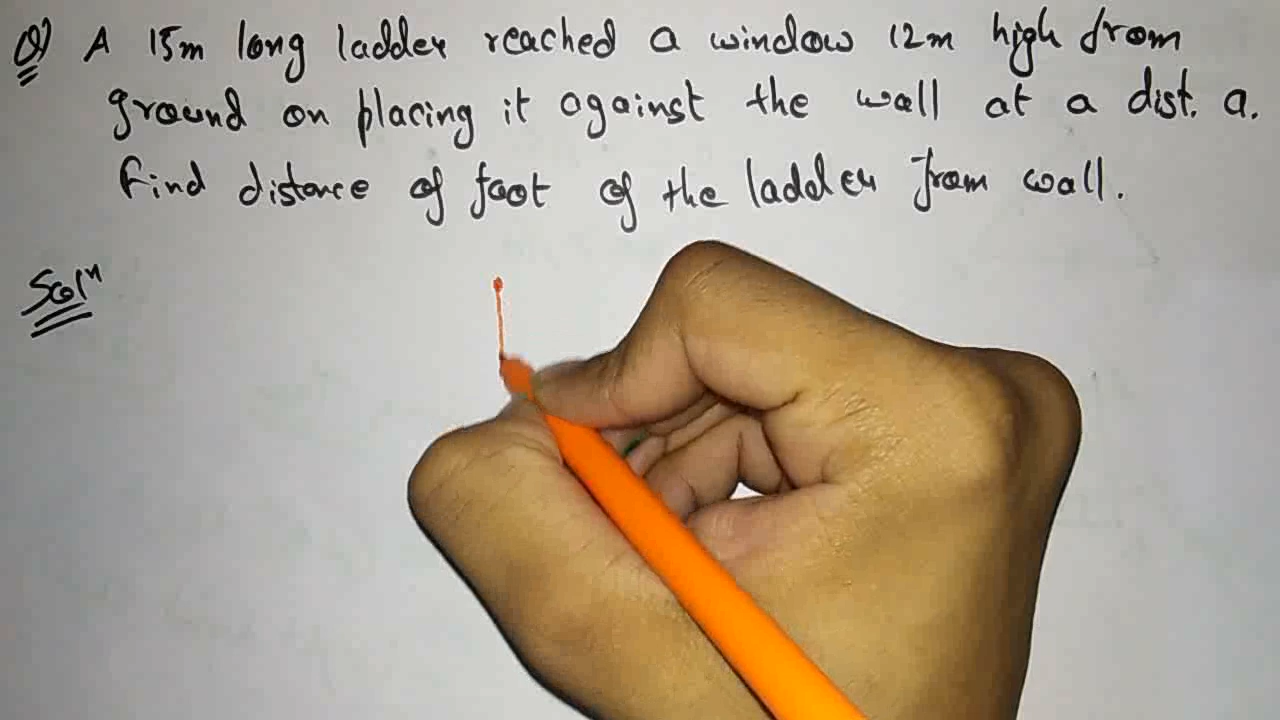 Q) A 15m long ladder reached a window 12m high from
ground on placing it against the wall at a dist. a.
Find distance of foot of the ladder from wall.
Solⁿ